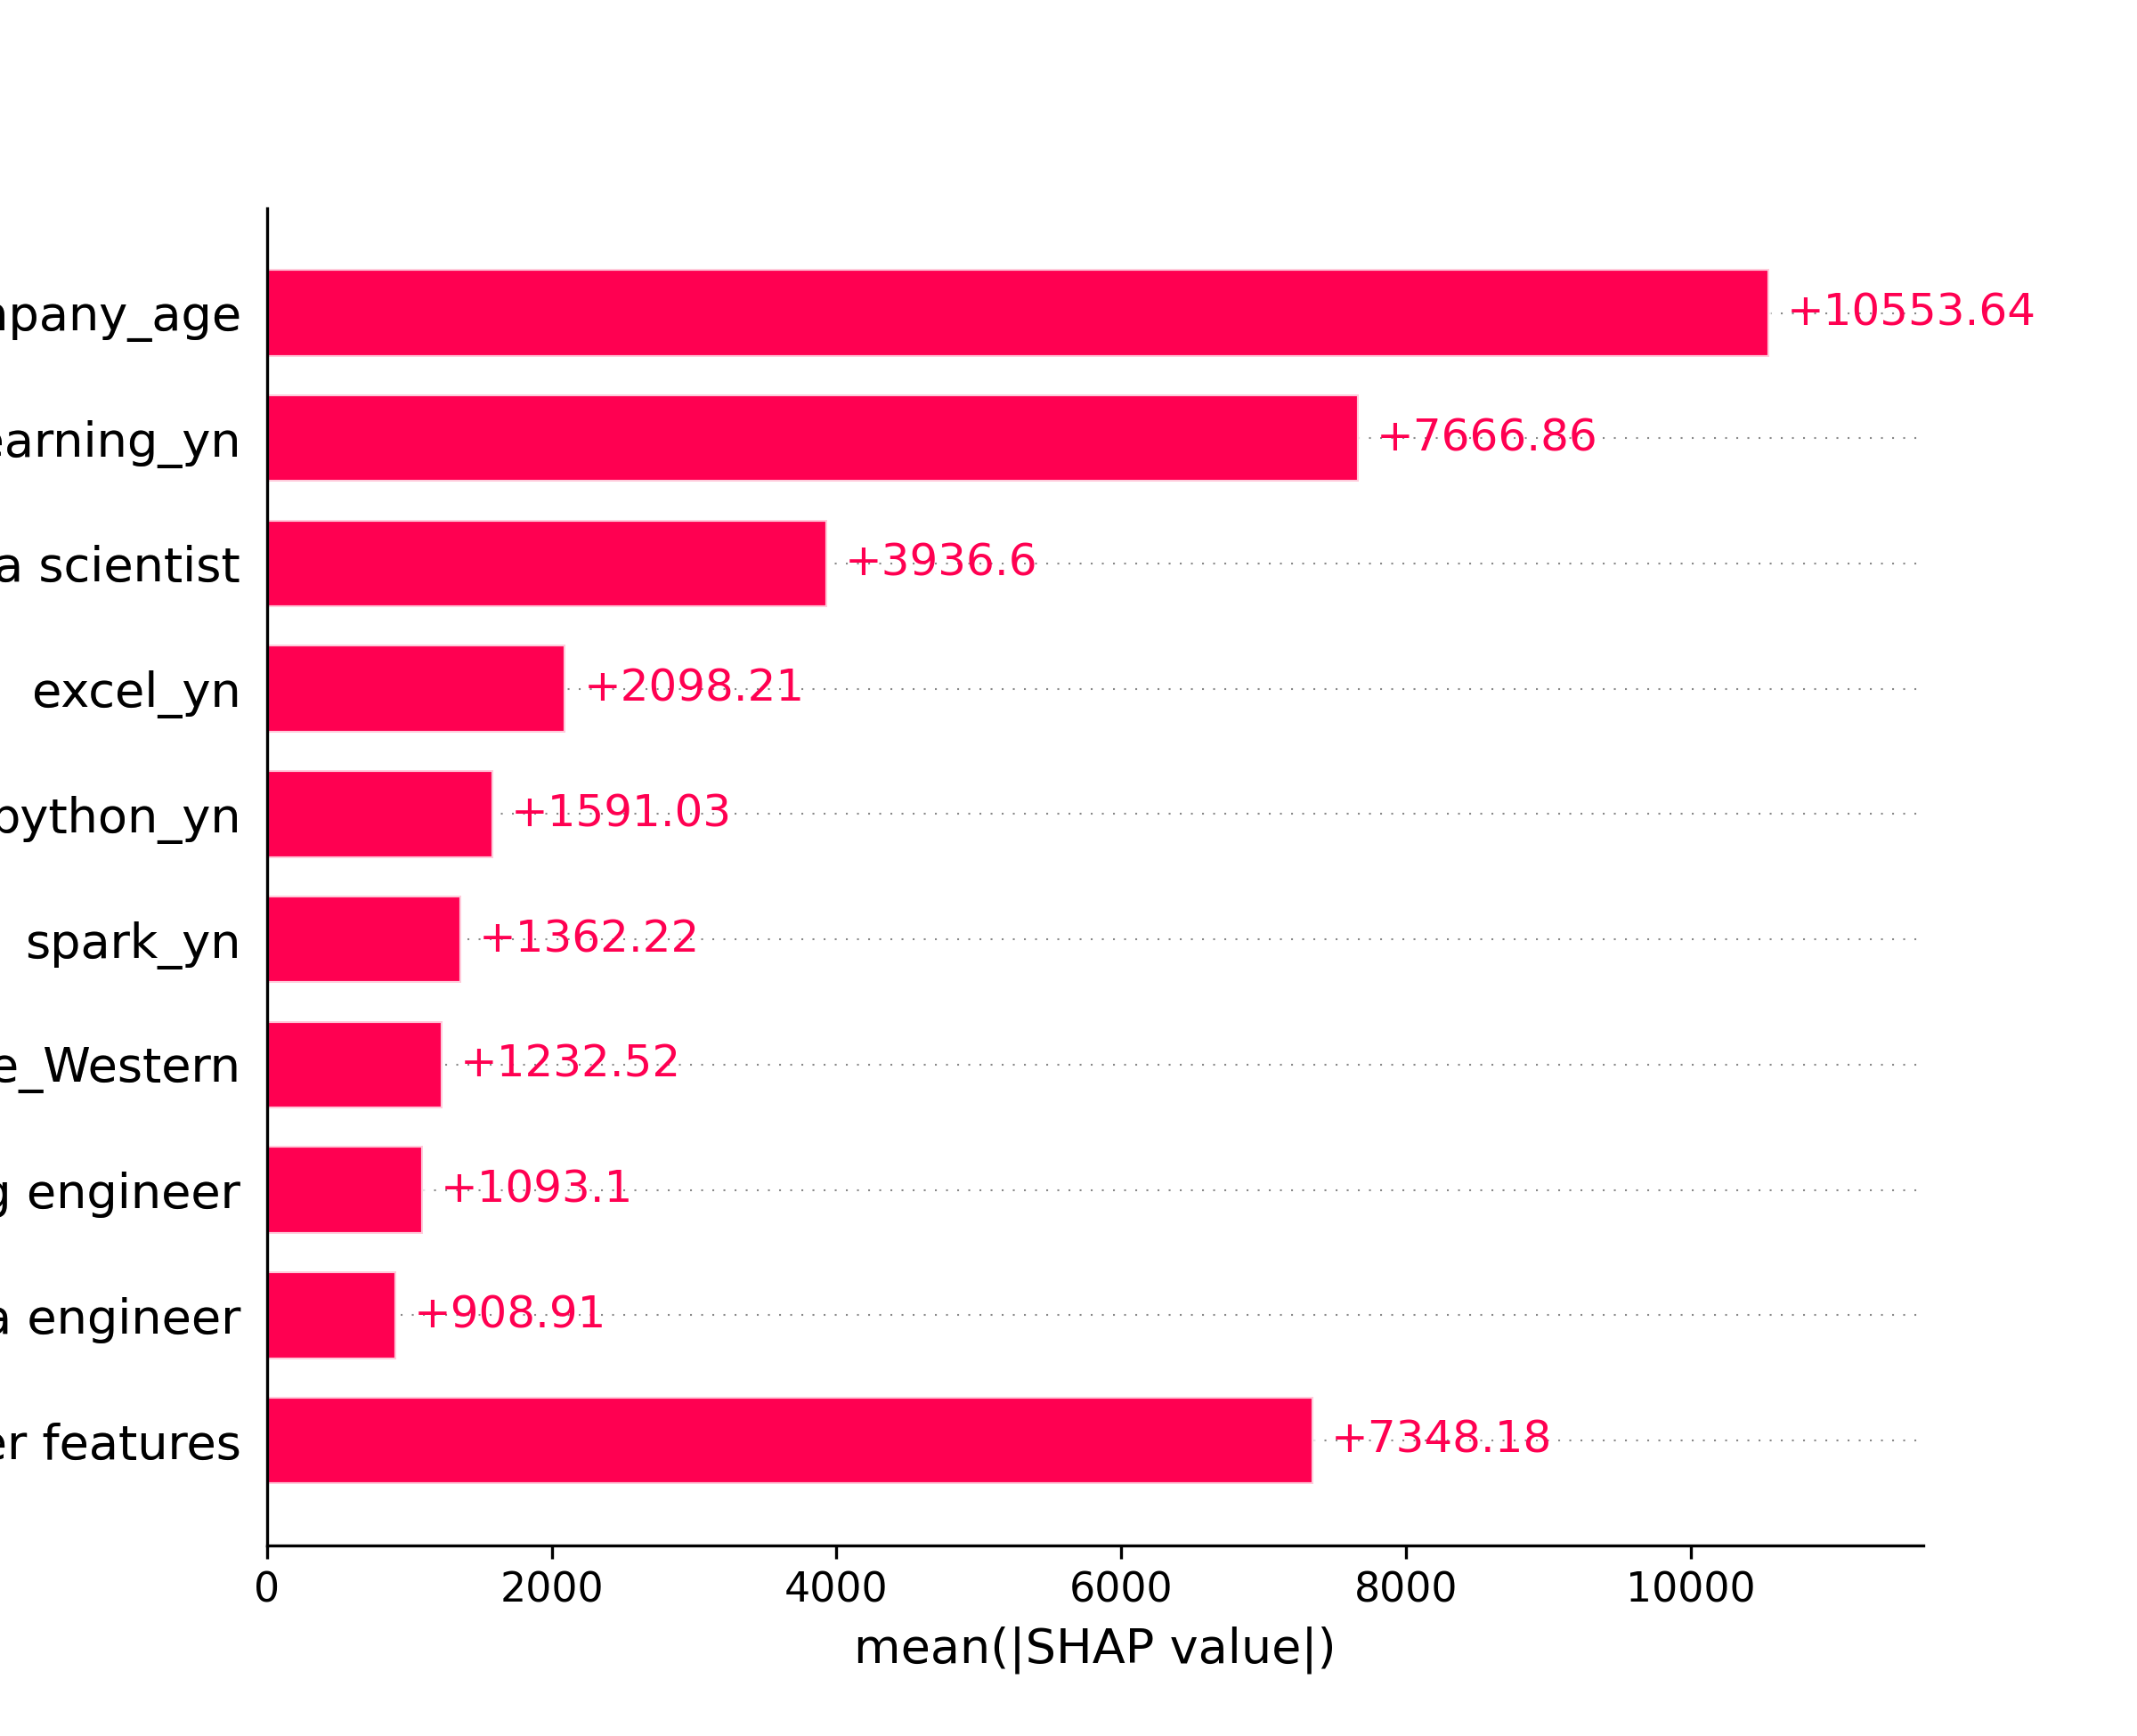 mpany_age +10553.64
earning_yn +7666.86
a scientist +3936.6
excel_yn +2098.21
python_yn +1591.03
spark_yn +1362.22
e_Western +1232.52
g engineer +1093.1
a engineer +908.91
er features +7348.18
0 2000 4000 6000 8000 10000
mean(|SHAP value|)